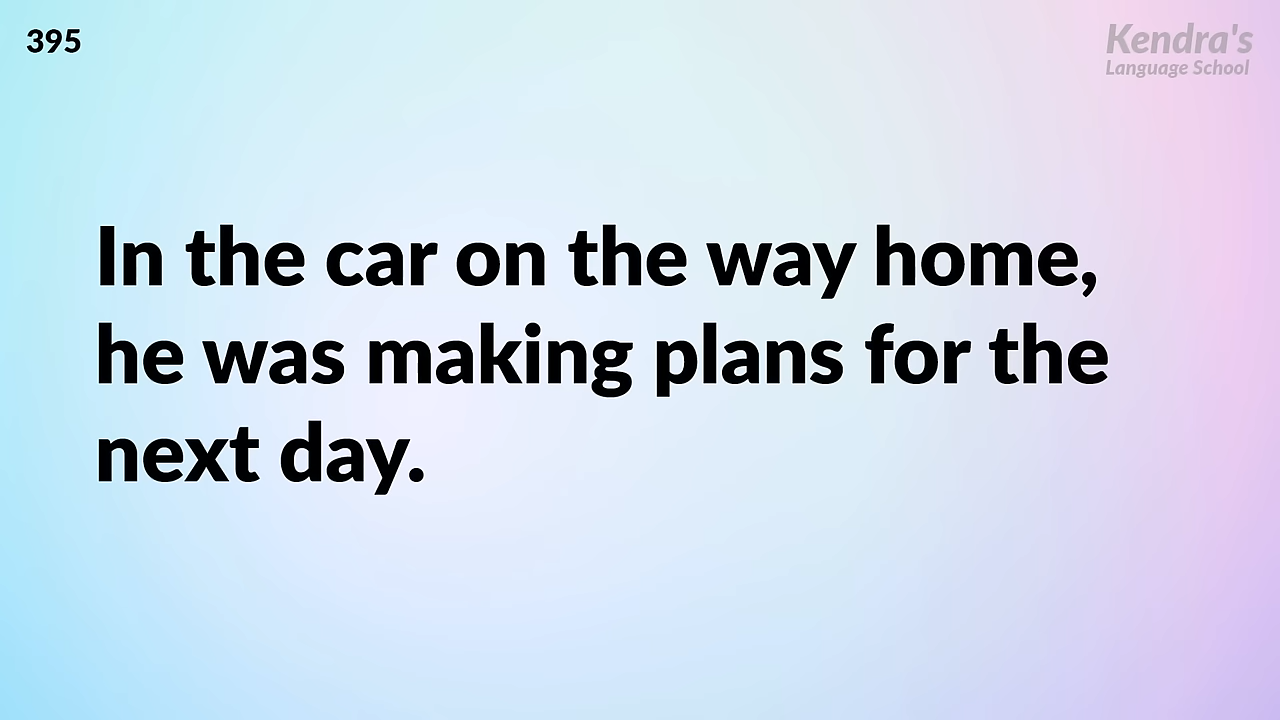 395
Kendra's
Language School
In the car on the way home,
he was making plans for the
next day.